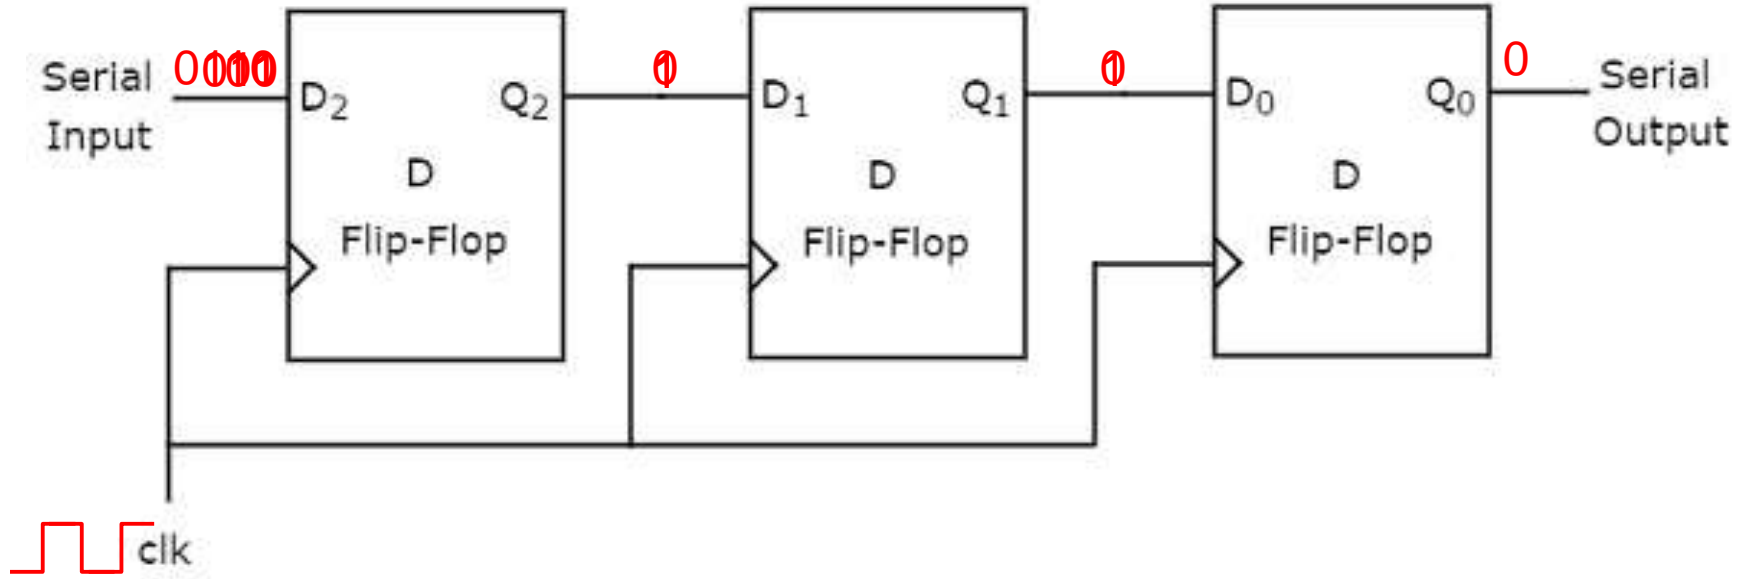 Serial
Input
D2
Q2
D
Flip-Flop
D1
Q1
D
Flip-Flop
D0
Q0
D
Flip-Flop
0
Serial
Output
clk